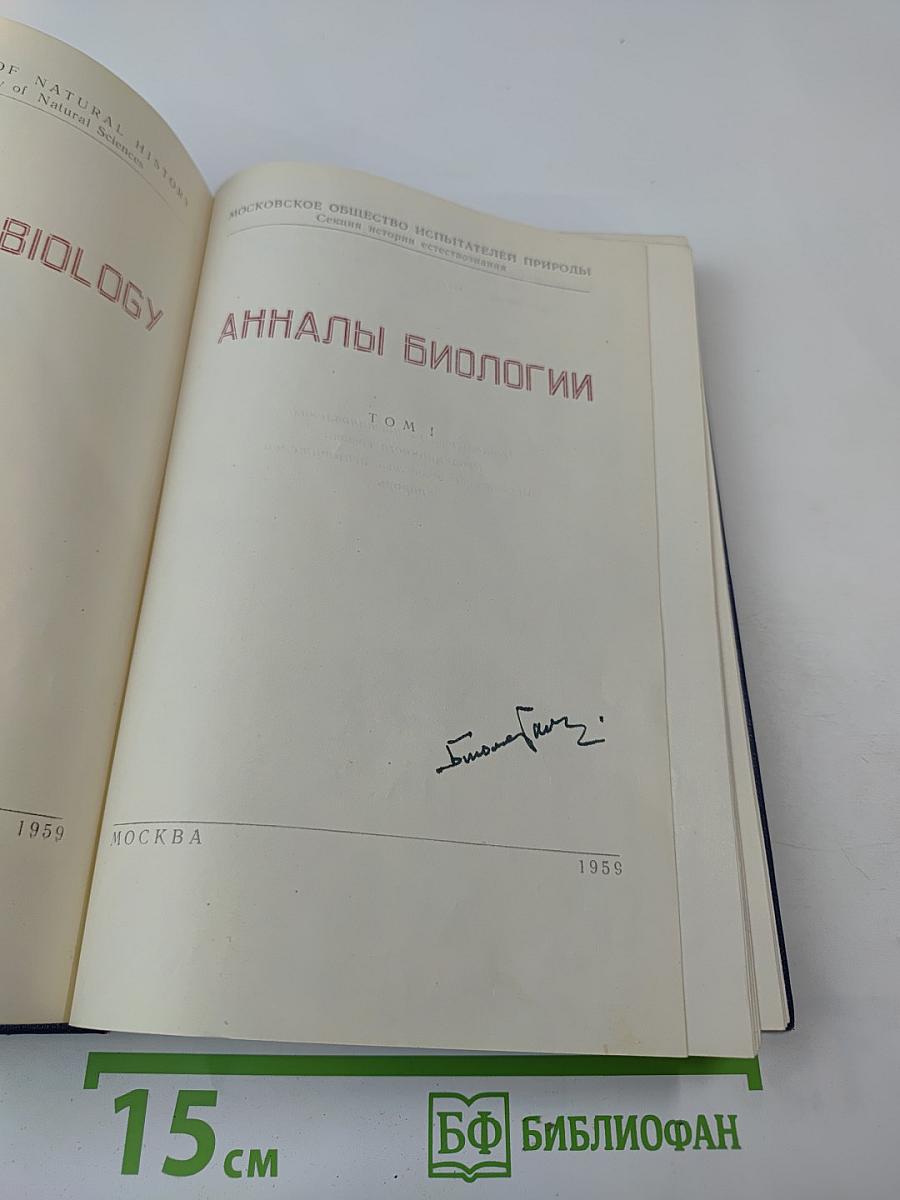 OF NATURAL HISTORY
of Natural Sciences
BIOLOGY
1959
МОСКОВСКОЕ ОБЩЕСТВО ИСПЫТАТЕЛЕЙ ПРИРОДЫ
Секция истории естествознания
АННАЛЫ БИОЛОГИИ
ТОМ I
МОСКВА
1959
15 см
БФ БИБЛИОФАН